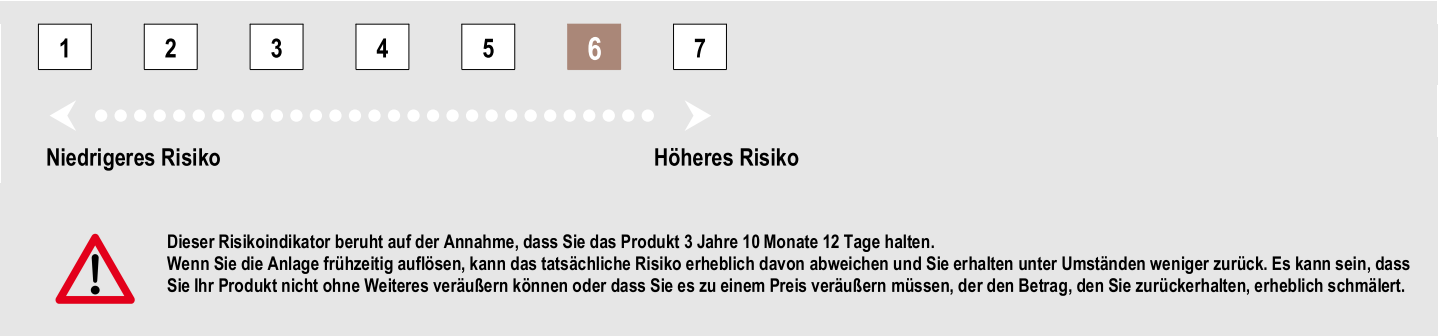 1 2 3 4 5 6 7
Niedrigeres Risiko Höheres Risiko
Dieser Risikoindikator beruht auf der Annahme, dass Sie das Produkt 3 Jahre 10 Monate 12 Tage halten.
Wenn Sie die Anlage frühzeitig auflösen, kann das tatsächliche Risiko erheblich davon abweichen und Sie erhalten unter Umständen weniger zurück. Es kann sein, dass
Sie Ihr Produkt nicht ohne Weiteres veräußern können oder dass Sie es zu einem Preis veräußern müssen, der den Betrag, den Sie zurückerhalten, erheblich schmälert.